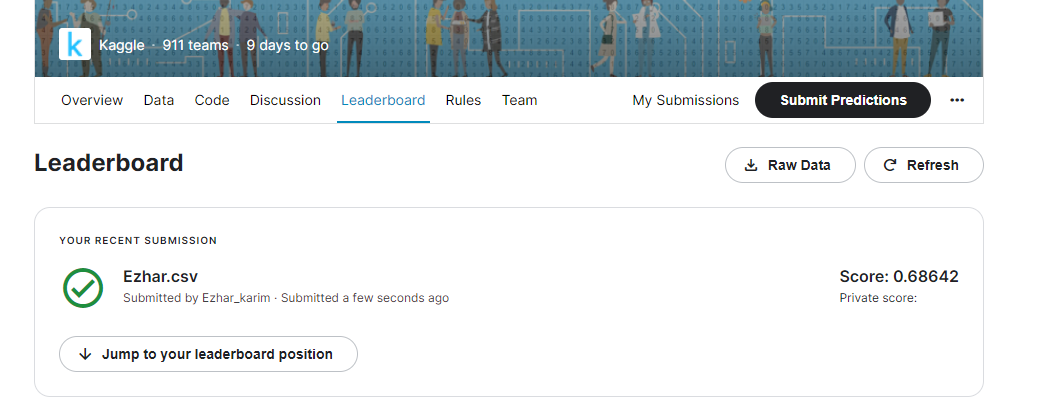 k Kaggle · 911 teams · 9 days to go
Overview Data Code Discussion Leaderboard Rules Team My Submissions Submit Predictions ...
Leaderboard Raw Data Refresh
YOUR RECENT SUBMISSION
Ezhar.csv Score: 0.68642
Submitted by Ezhar_karim · Submitted a few seconds ago Private score:
Jump to your leaderboard position